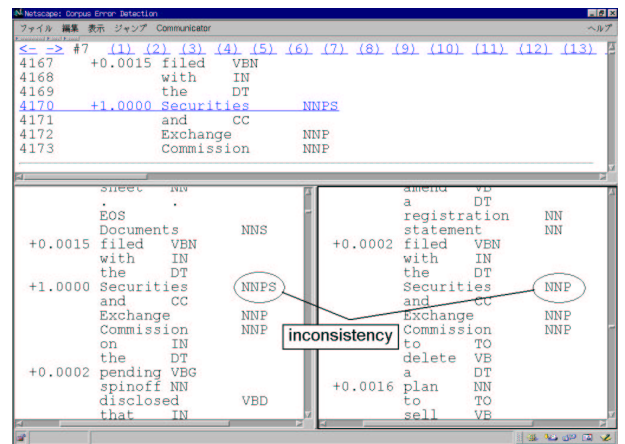 Netscape: Corpus Error Detection
ファイル 編集 表示 ジャンプ Communicator ヘルプ
<- -> #7 (1) (2) (3) (4) (5) (6) (7) (8) (9) (10) (11) (12) (13)
4167 +0.0015 filed VBN
4168 with IN
4169 the DT
4170 +1.0000 Securities NNPS
4171 and CC
4172 Exchange NNP
4173 Commission NNP
sheet NN
. .
EOS
Documents NNS
+0.0015 filed VBN
with IN
the DT
+1.0000 Securities NNPS
and CC
Exchange NNP
Commission NNP
on IN
the DT
+0.0002 pending VBG
spinoff NN
disclosed VBD
that IN
amend VB
a DT
registration NN
statement NN
+0.0002 filed VBN
with IN
the DT
Securities NNP
and CC
Exchange NNP
Commission NNP
to TO
delete VB
a DT
+0.0016 plan NN
to TO
sell VB
inconsistency